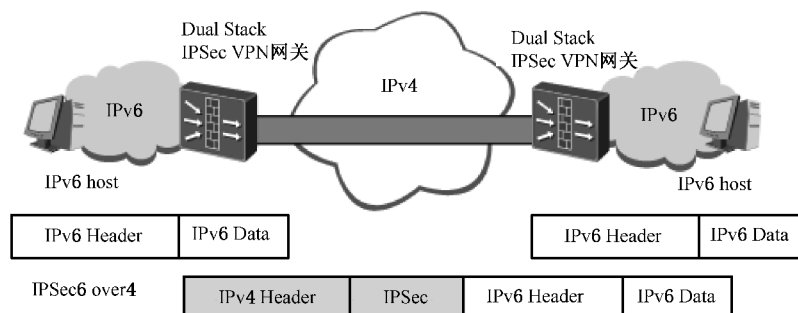 Dual Stack
IPSec VPN网关
Dual Stack
IPSec VPN网关
IPv6
IPv4
IPv6
IPv6 host
IPv6 host
IPv6 Header
IPv6 Data
IPv6 Header
IPv6 Data
IPSec6 over4
IPv4 Header
IPSec
IPv6 Header
IPv6 Data